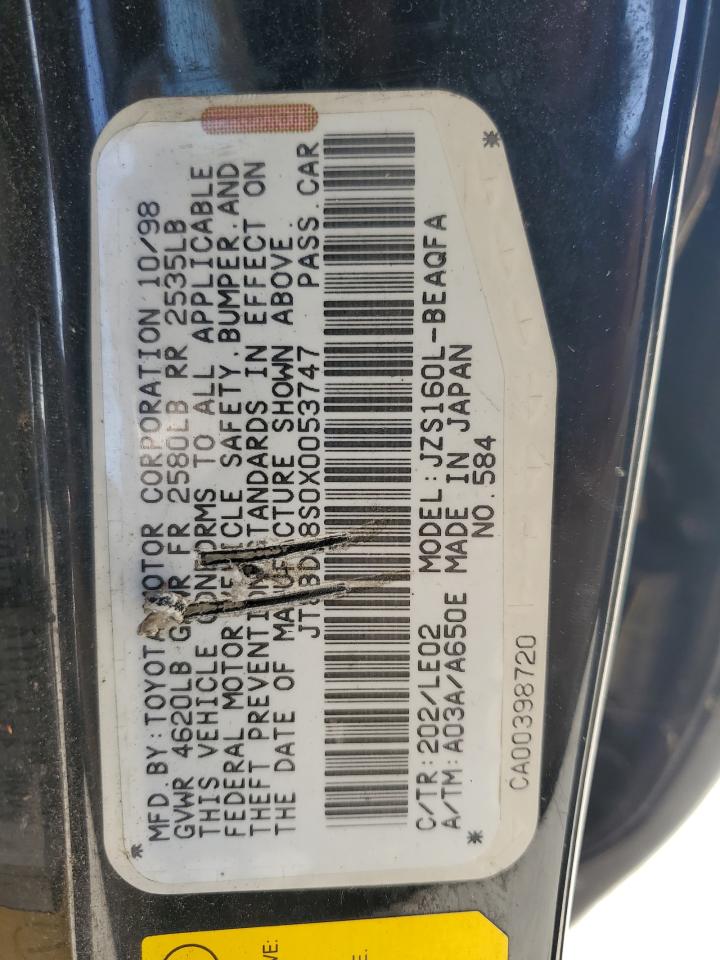 MFD.BY:TOYOTA MOTOR CORPORATION 10/98
GVWR 4620LB GAWR FR 2580LB RR 2535LB
THIS VEHICLE CONFORMS TO ALL APPLICABLE
FEDERAL MOTOR VEHICLE SAFETY,BUMPER,AND
THEFT PREVENTION STANDARDS IN EFFECT ON
THE DATE OF MANUFACTURE SHOWN ABOVE.
PASS.CAR
C/TR:202/LE02 MODEL:JZS160L-BEAQFA
A/TM:A03A/A650E MADE IN JAPAN
NO.584
CA00398720